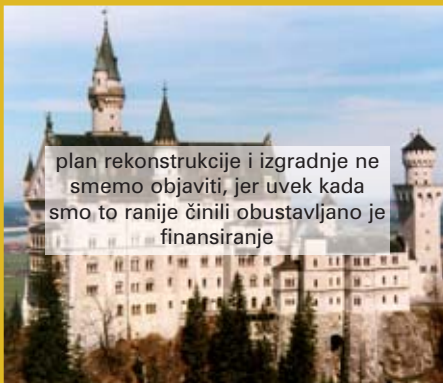 plan rekonstrukcije i izgradnje ne
smemo objaviti, jer uvek kada
smo to ranije činili obustavljano je
finansiranje